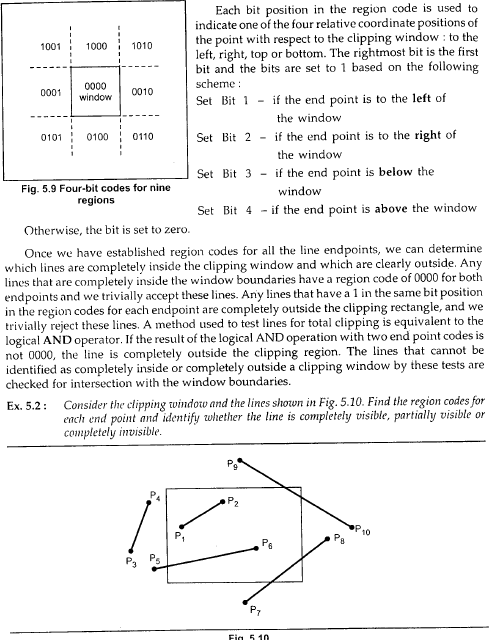 Each bit position in the region code is used to
indicate one of the four relative coordinate positions of
the point with respect to the clipping window : to the
left, right, top or bottom. The rightmost bit is the first
bit and the bits are set to 1 based on the following
scheme :
Set Bit 1 – if the end point is to the left of
the window
Set Bit 2 – if the end point is to the right of
the window
Set Bit 3 – if the end point is below the
window
Set Bit 4 – if the end point is above the window
1001 1000 1010
0001 0000 0010
window
0101 0100 0110
Fig. 5.9 Four-bit codes for nine
regions
Otherwise, the bit is set to zero.
Once we have established region codes for all the line endpoints, we can determine
which lines are completely inside the clipping window and which are clearly outside. Any
lines that are completely inside the window boundaries have a region code of 0000 for both
endpoints and we trivially accept these lines. Any lines that have a 1 in the same bit position
in the region codes for each endpoint are completely outside the clipping rectangle, and we
trivially reject these lines. A method used to test lines for total clipping is equivalent to the
logical AND operator. If the result of the logical AND operation with two end point codes is
not 0000, the line is completely outside the clipping region. The lines that cannot be
identified as completely inside or completely outside a clipping window by these tests are
checked for intersection with the window boundaries.
Ex. 5.2 : Consider the clipping window and the lines shown in Fig. 5.10. Find the region codes for
each end point and identify whether the line is completely visible, partially visible or
completely invisible.
P9
P4
P2
P1
P10
P8
P6
P3
P5
P7
Fig. 5.10